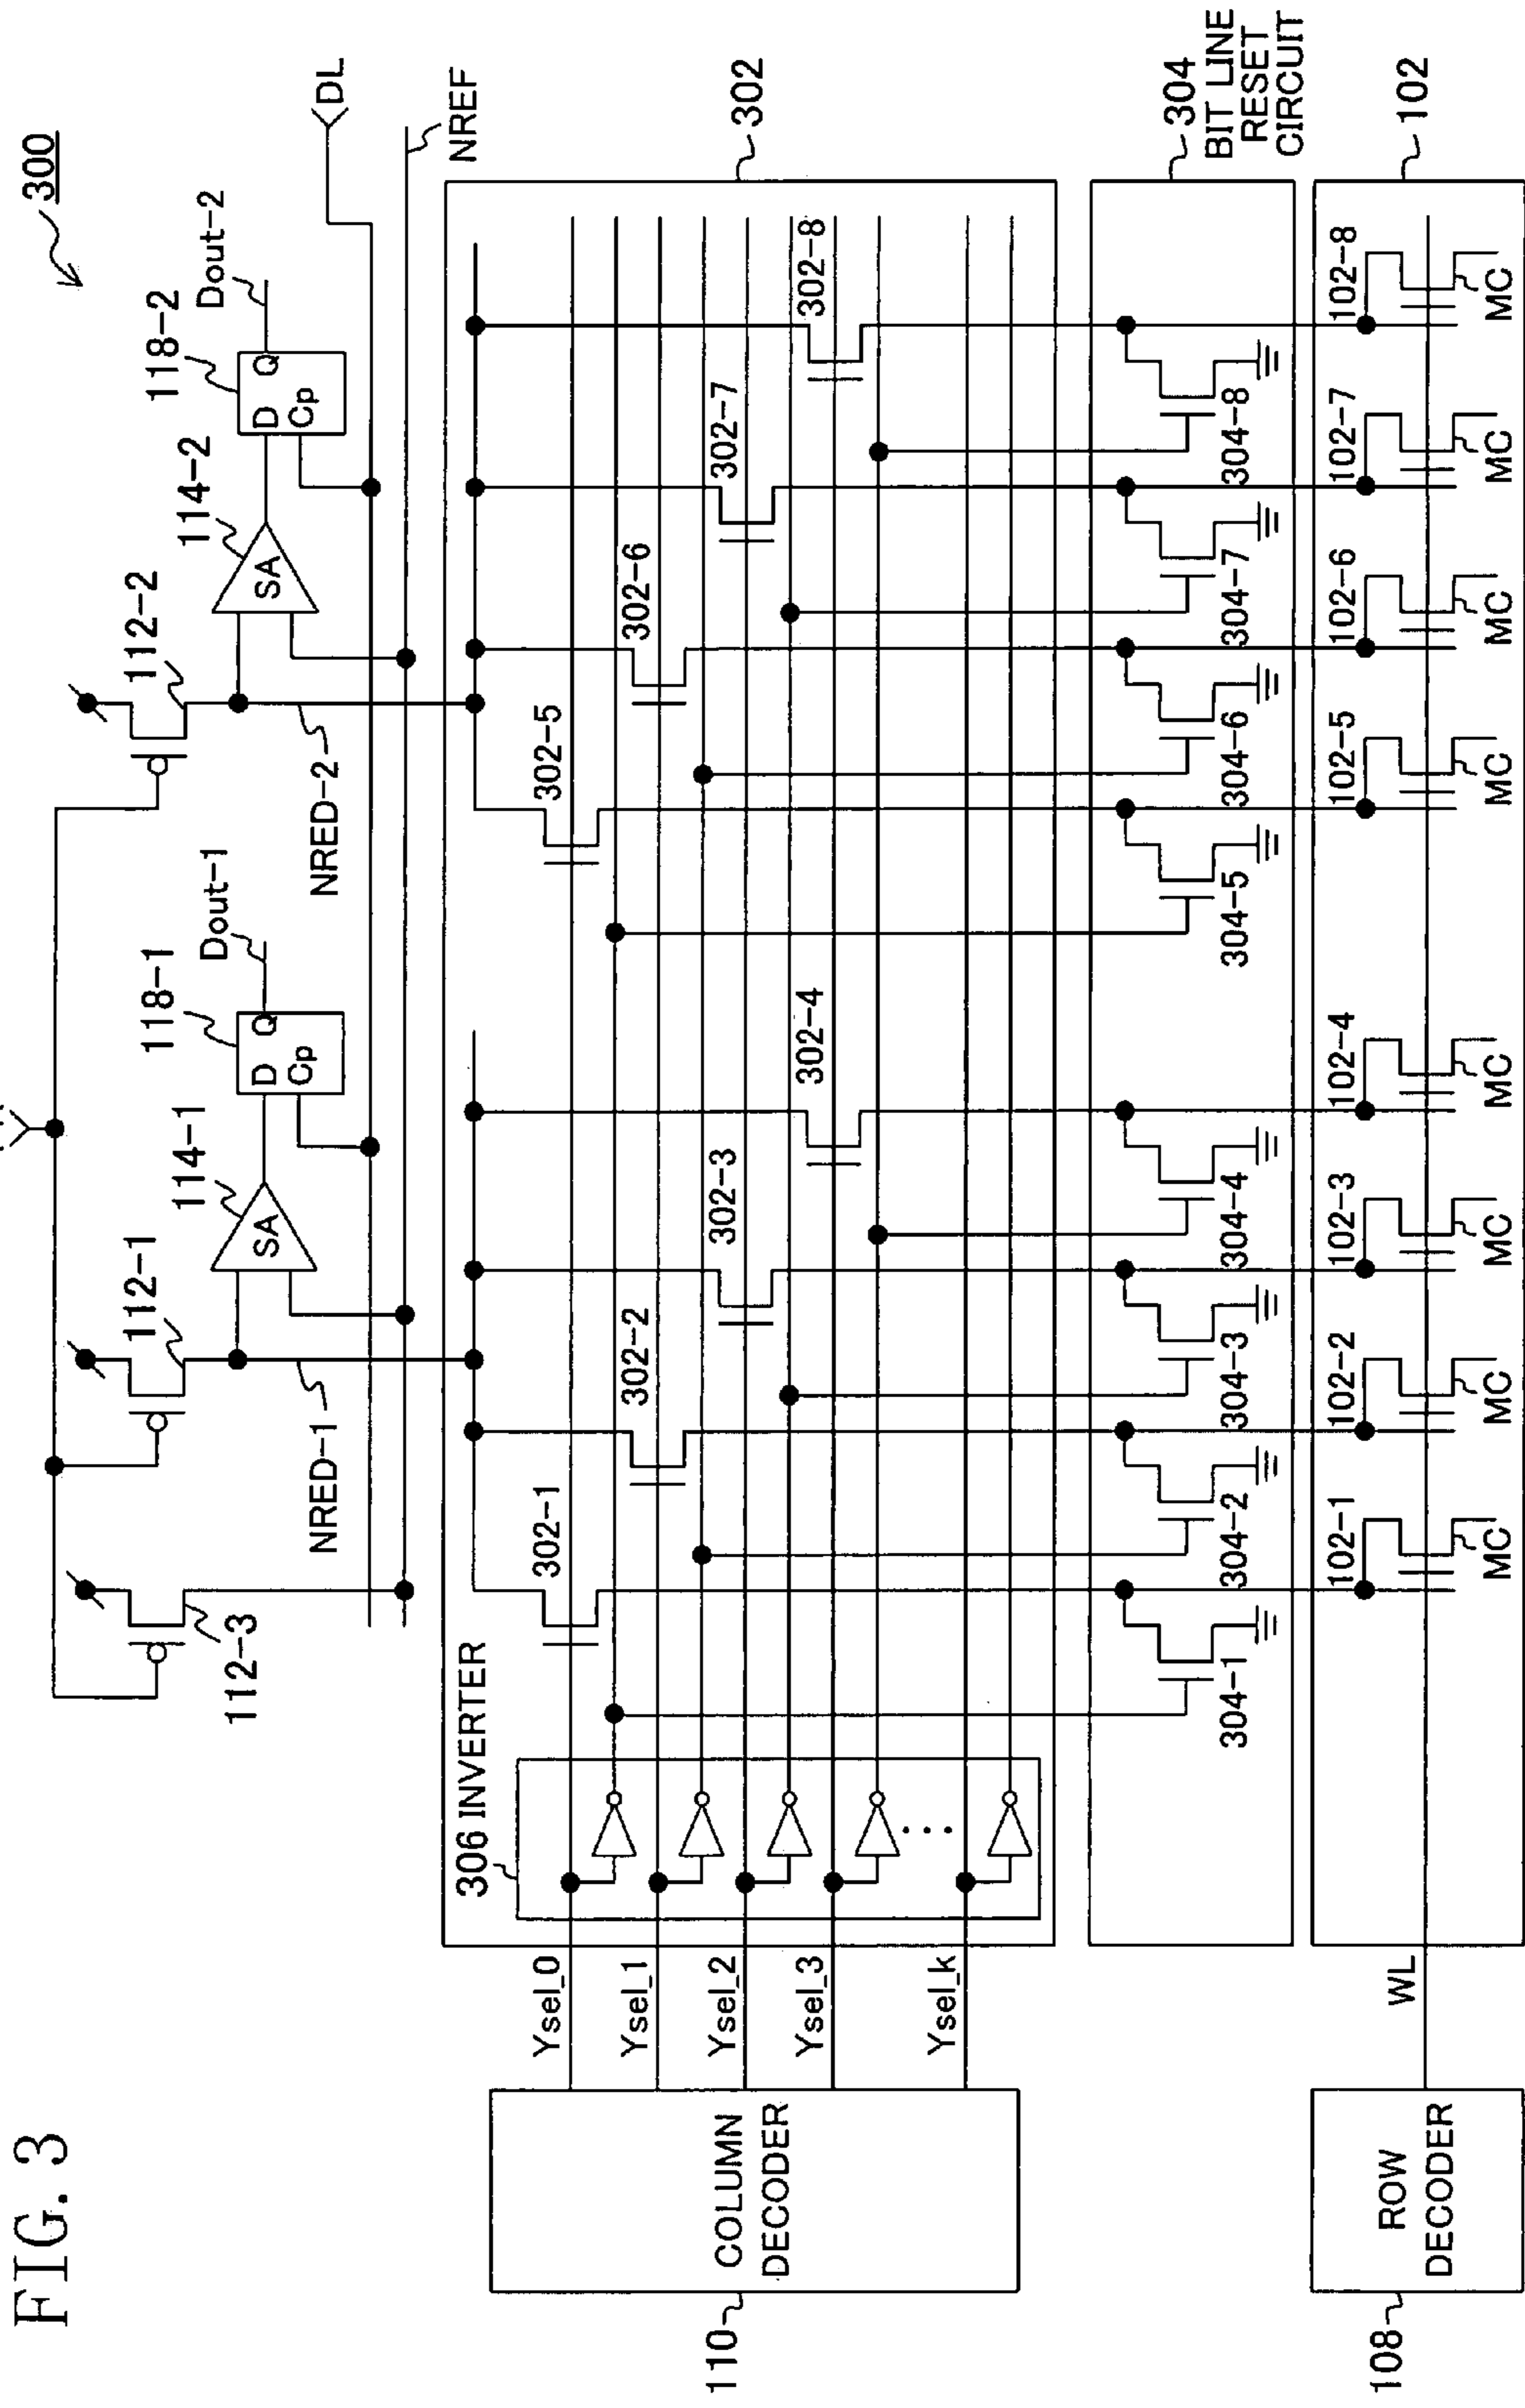 FIG. 3
300
DL
NREF
112-3
112-1
112-2
114-1
SA
118-1
D
Q
Cp
Dout-1
114-2
SA
118-2
D
Q
Cp
Dout-2
NRED-1
NRED-2
302
306 INVERTER
302-1
302-2
302-3
302-4
302-5
302-6
302-7
302-8
110
COLUMN
DECODER
Ysel_0
Ysel_1
Ysel_2
Ysel_3
Ysel_k
304
BIT LINE
RESET
CIRCUIT
304-1
304-2
304-3
304-4
304-5
304-6
304-7
304-8
108
ROW
DECODER
WL
102
102-1
102-2
102-3
102-4
102-5
102-6
102-7
102-8
MC
MC
MC
MC
MC
MC
MC
MC